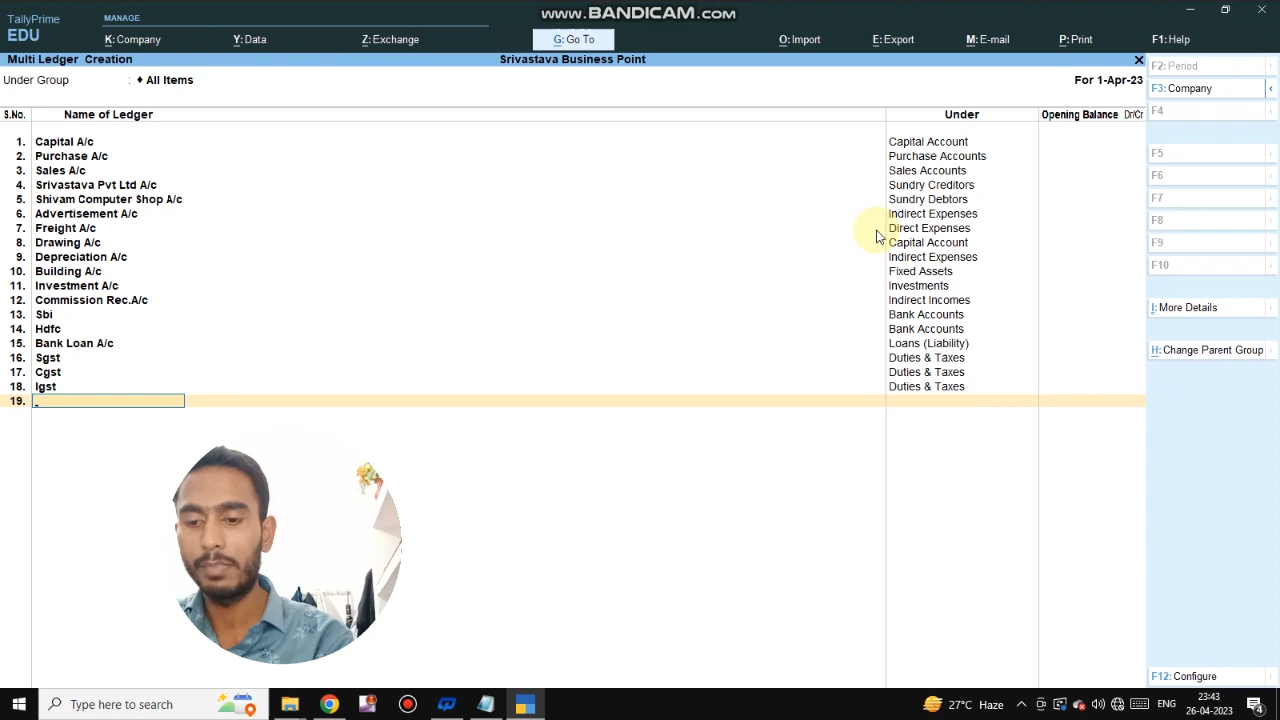 www.BANDICAM.com
TallyPrime
EDU
MANAGE
K: Company
Y: Data
Z: Exchange
G: Go To
O: Import
E: Export
M: E-mail
P: Print
F1: Help
Multi Ledger Creation
Srivastava Business Point
Under Group : ♦ All Items
For 1-Apr-23
S.No. Name of Ledger Under Opening Balance Dr/Cr
1. Capital A/c Capital Account
2. Purchase A/c Purchase Accounts
3. Sales A/c Sales Accounts
4. Srivastava Pvt Ltd A/c Sundry Creditors
5. Shivam Computer Shop A/c Sundry Debtors
6. Advertisement A/c Indirect Expenses
7. Freight A/c Direct Expenses
8. Drawing A/c Capital Account
9. Depreciation A/c Indirect Expenses
10. Building A/c Fixed Assets
11. Investment A/c Investments
12. Commission Rec.A/c Indirect Incomes
13. Sbi Bank Accounts
14. Hdfc Bank Accounts
15. Bank Loan A/c Loans (Liability)
16. Sgst Duties & Taxes
17. Cgst Duties & Taxes
18. Igst Duties & Taxes
19.
F2: Period
F3: Company
F4
F5
F6
F7
F8
F9
F10
I: More Details
H: Change Parent Group
F12: Configure
Type here to search
27°C Haze
ENG
23:43
26-04-2023
4